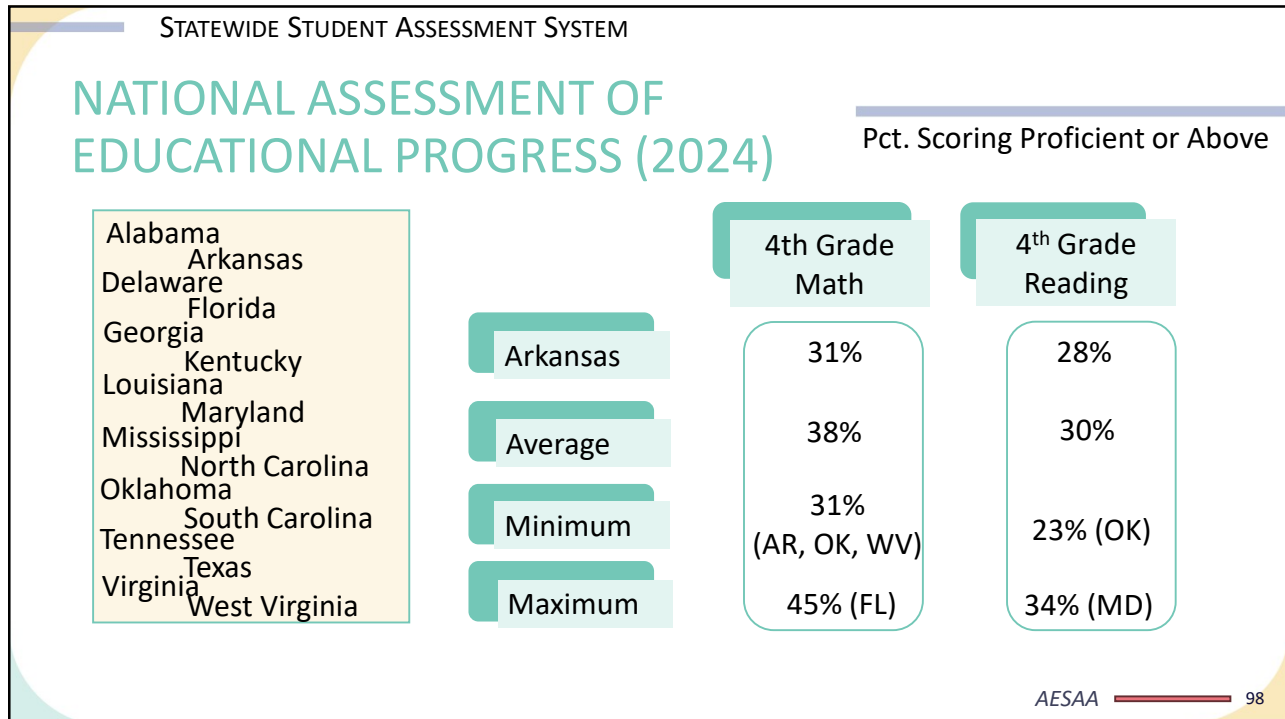 STATEWIDE STUDENT ASSESSMENT SYSTEM
NATIONAL ASSESSMENT OF
EDUCATIONAL PROGRESS (2024)
Pct. Scoring Proficient or Above
Alabama
Arkansas
Delaware
Florida
Georgia
Kentucky
Louisiana
Maryland
Mississippi
North Carolina
Oklahoma
South Carolina
Tennessee
Texas
Virginia
West Virginia
4th Grade
Math
4th Grade
Reading
Arkansas
31%
28%
Average
38%
30%
Minimum
31%
(AR, OK, WV)
23% (OK)
Maximum
45% (FL)
34% (MD)
AESAA
98